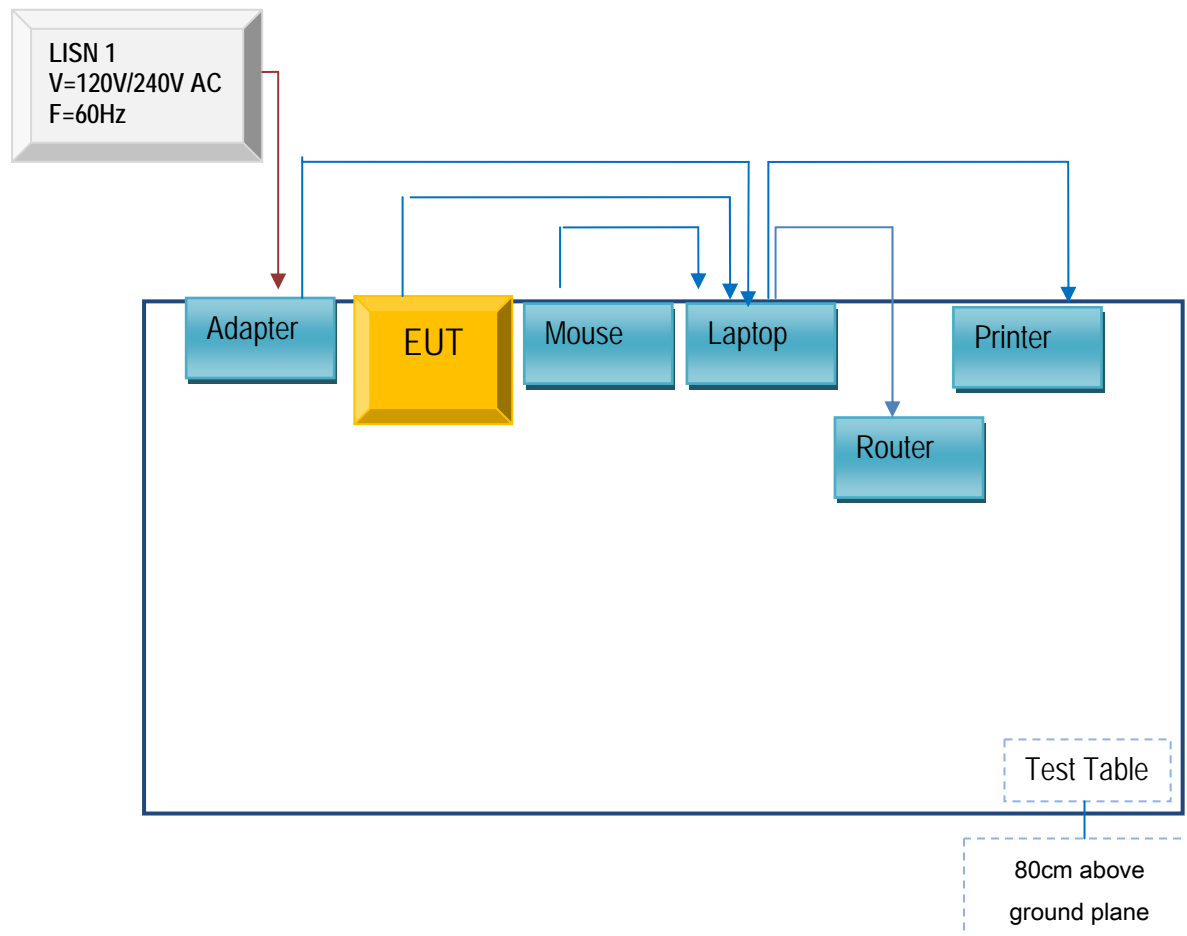 LISN 1
V=120V/240V AC
F=60Hz
Adapter
EUT
Mouse
Laptop
Printer
Router
Test Table
80cm above
ground plane